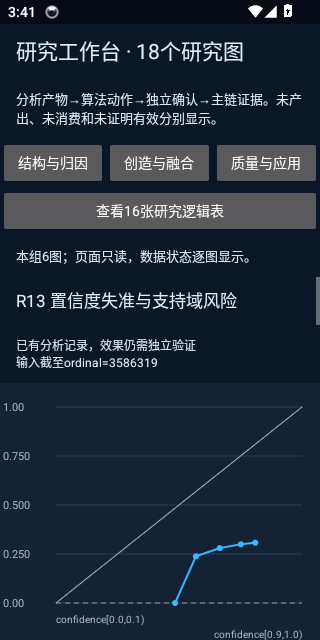 3:41
研究工作台 · 18个研究图
分析产物→算法动作→独立确认→主链证据。未产
出、未消费和未证明有效分别显示。
结构与归因
创造与融合
质量与应用
查看16张研究逻辑表
本组6图；页面只读，数据状态逐图显示。
R13 置信度失准与支持域风险
已有分析记录，效果仍需独立验证
输入截至ordinal=3586319
1.00
0.750
0.500
0.250
0.00
confidence[0.0,0.1)
confidence[0.9,1.0)